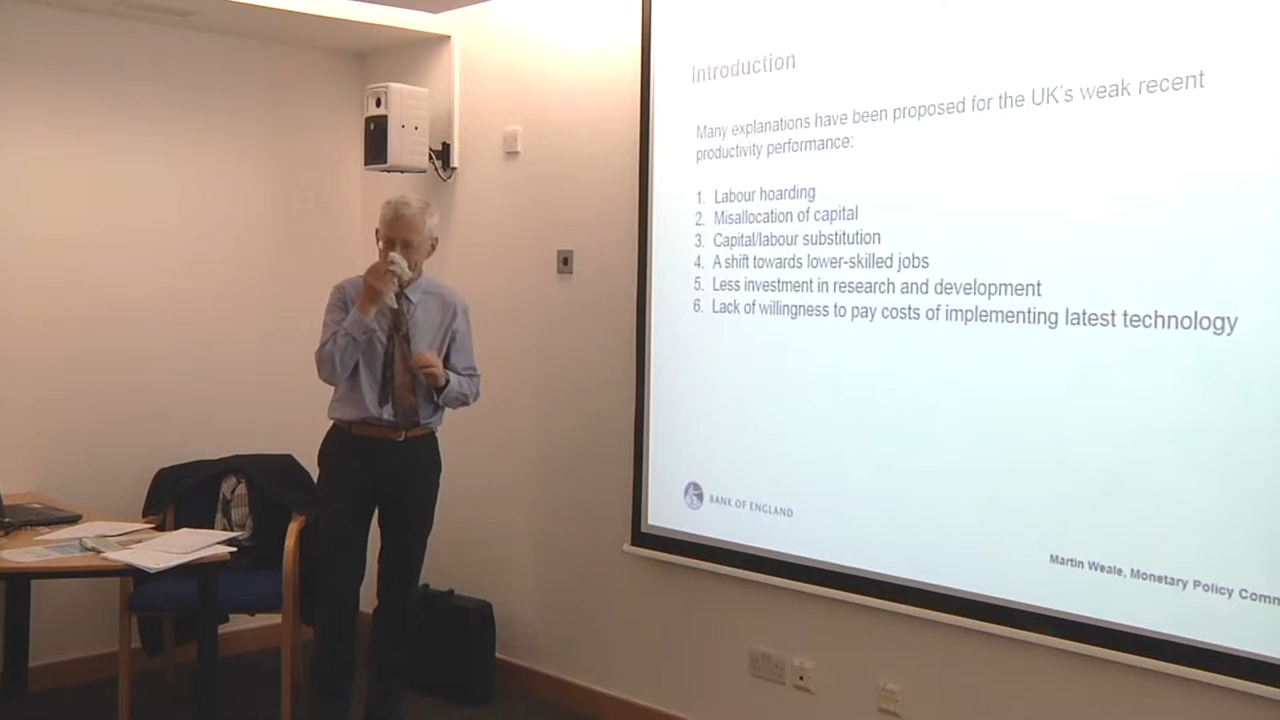 Introduction
Many explanations have been proposed for the UK's weak recent
productivity performance:
1. Labour hoarding
2. Misallocation of capital
3. Capital/labour substitution
4. A shift towards lower-skilled jobs
5. Less investment in research and development
6. Lack of willingness to pay costs of implementing latest technology
BANK OF ENGLAND
Martin Weale, Monetary Policy Comm